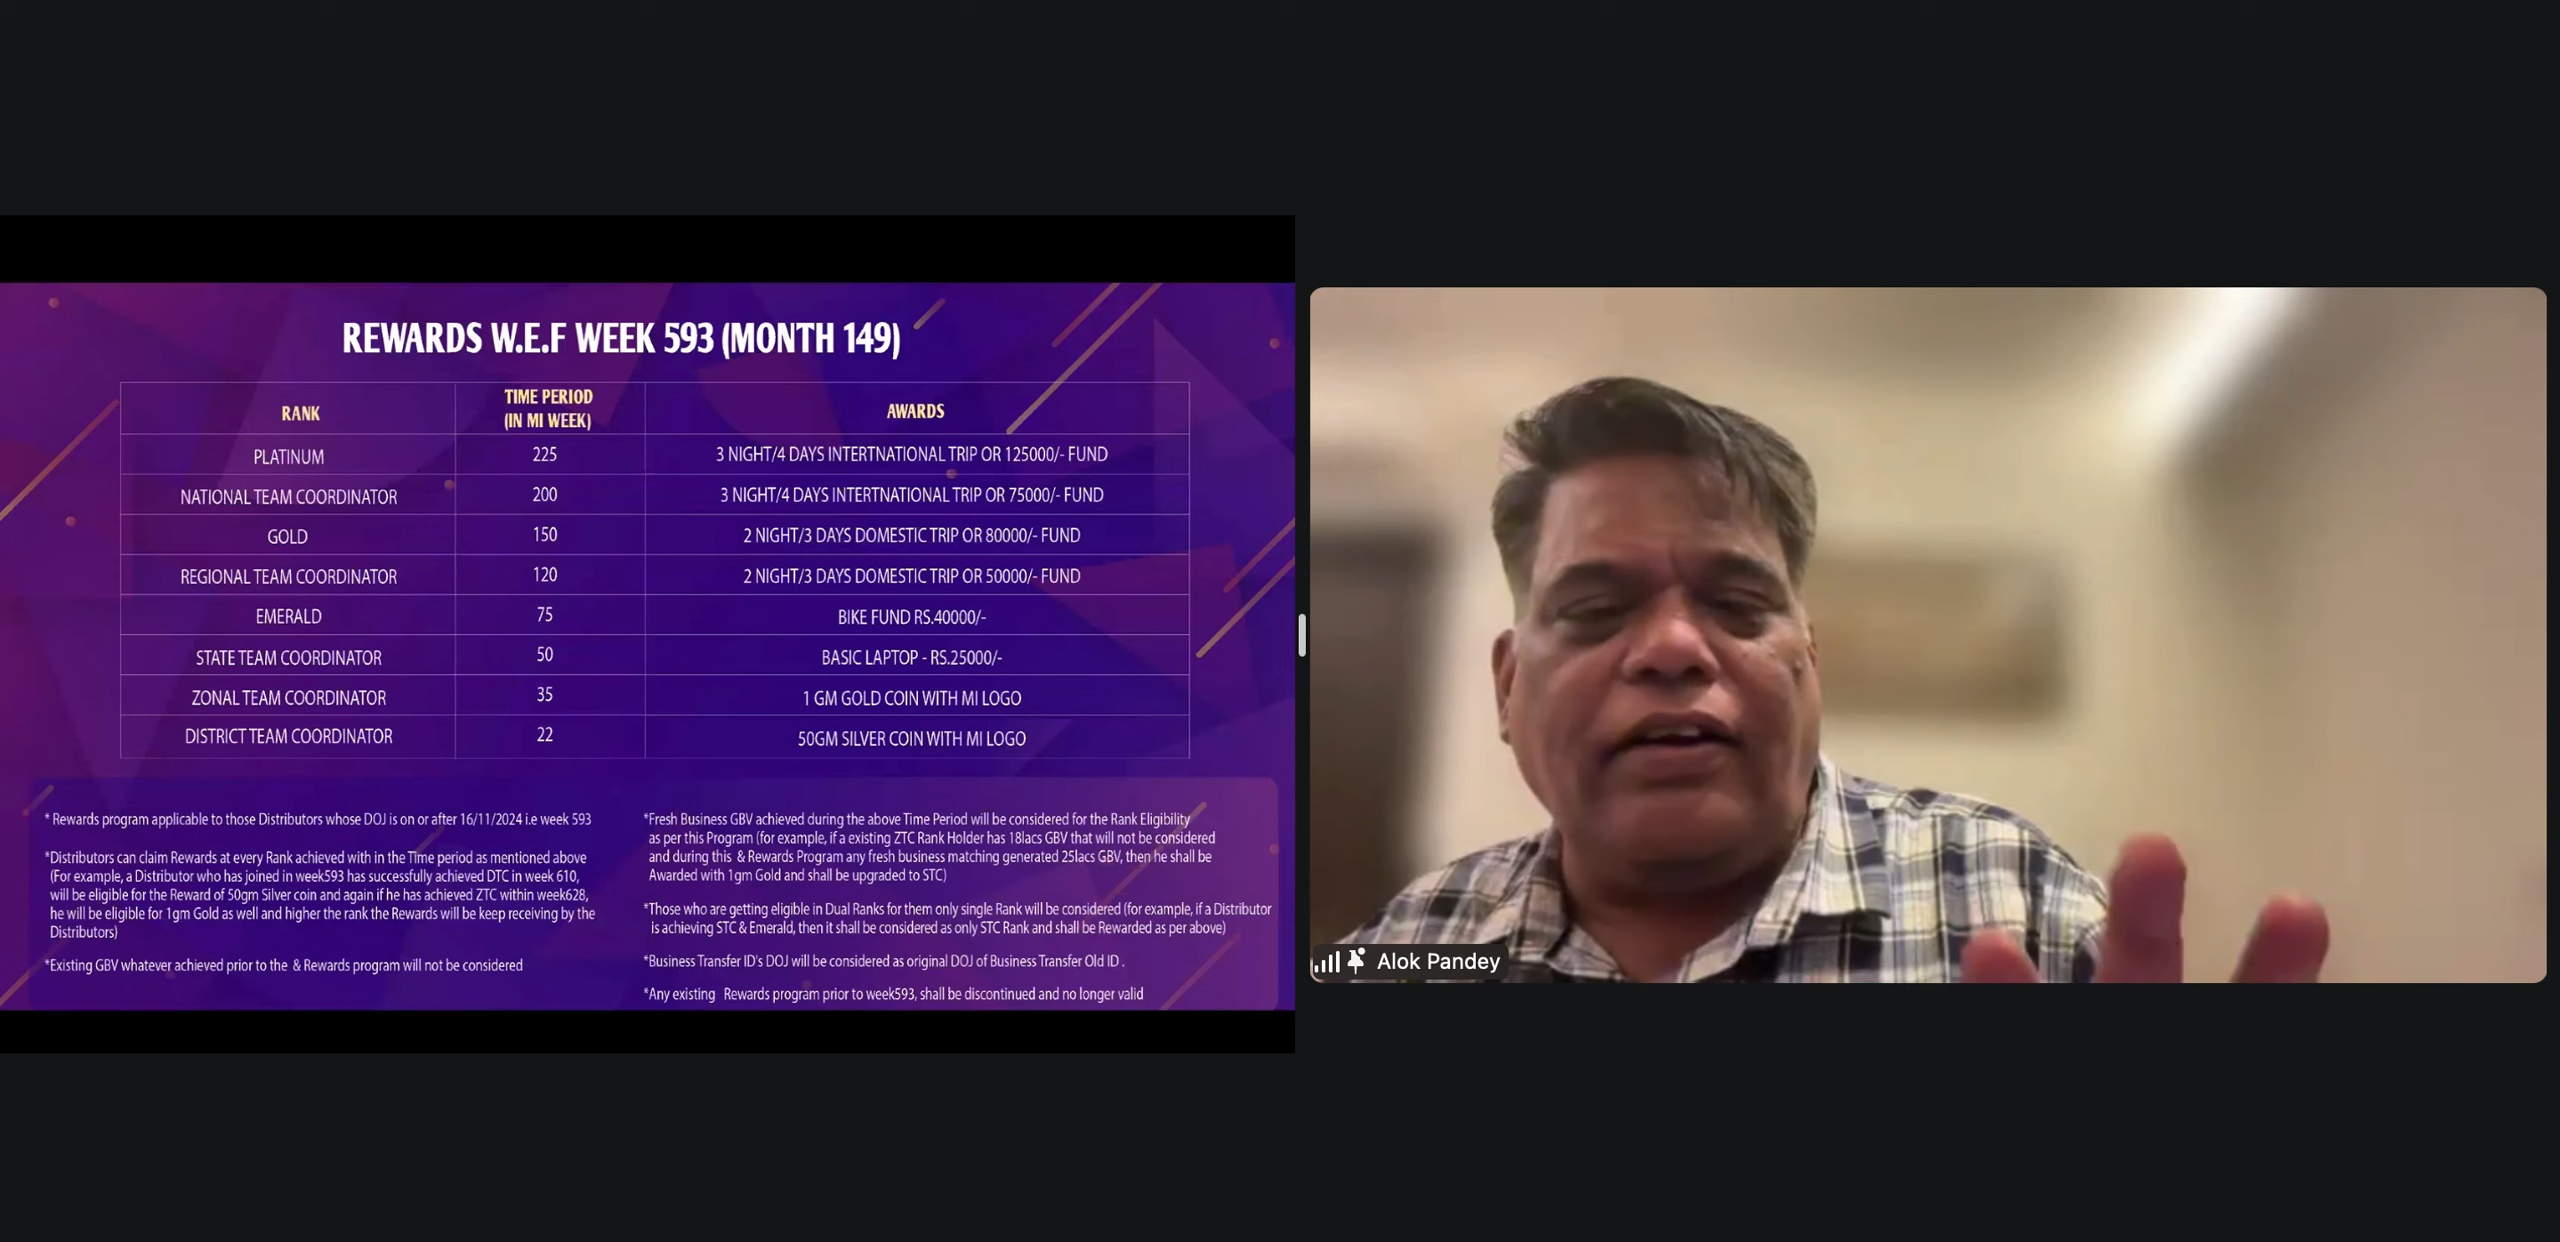 REWARDS W.E.F WEEK 593 (MONTH 149)
RANK
TIME PERIOD
(IN MI WEEK)
AWARDS
PLATINUM 225 3 NIGHT/4 DAYS INTERTNATIONAL TRIP OR 125000/- FUND
NATIONAL TEAM COORDINATOR 200 3 NIGHT/4 DAYS INTERTNATIONAL TRIP OR 75000/- FUND
GOLD 150 2 NIGHT/3 DAYS DOMESTIC TRIP OR 80000/- FUND
REGIONAL TEAM COORDINATOR 120 2 NIGHT/3 DAYS DOMESTIC TRIP OR 50000/- FUND
EMERALD 75 BIKE FUND RS.40000/-
STATE TEAM COORDINATOR 50 BASIC LAPTOP - RS.25000/-
ZONAL TEAM COORDINATOR 35 1 GM GOLD COIN WITH MI LOGO
DISTRICT TEAM COORDINATOR 22 50GM SILVER COIN WITH MI LOGO
* Rewards program applicable to those Distributors whose DOJ is on or after 16/11/2024 i.e week 593
*Distributors can claim Rewards at every Rank achieved with in the Time period as mentioned above
(For example, a Distributor who has joined in week593 has successfully achieved DTC in week 610,
will be eligible for the Reward of 50gm Silver coin and again if he has achieved ZTC within week628,
he will be eligible for 1gm Gold as well and higher the rank the Rewards will be keep receiving by the
Distributors)
*Existing GBV whatever achieved prior to the & Rewards program will not be considered
*Fresh Business GBV achieved during the above Time Period will be considered for the Rank Eligibility
as per this Program (for example, if a existing ZTC Rank Holder has 18lacs GBV that will not be considered
and during this & Rewards Program any fresh business matching generated 25lacs GBV, then he shall be
Awarded with 1gm Gold and shall be upgraded to STC)
*Those who are getting eligible in Dual Ranks for them only single Rank will be considered (for example, if a Distributor
is achieving STC & Emerald, then it shall be considered as only STC Rank and shall be Rewarded as per above)
*Business Transfer ID's DOJ will be considered as original DOJ of Business Transfer Old ID .
*Any existing Rewards program prior to week593, shall be discontinued and no longer valid
Alok Pandey